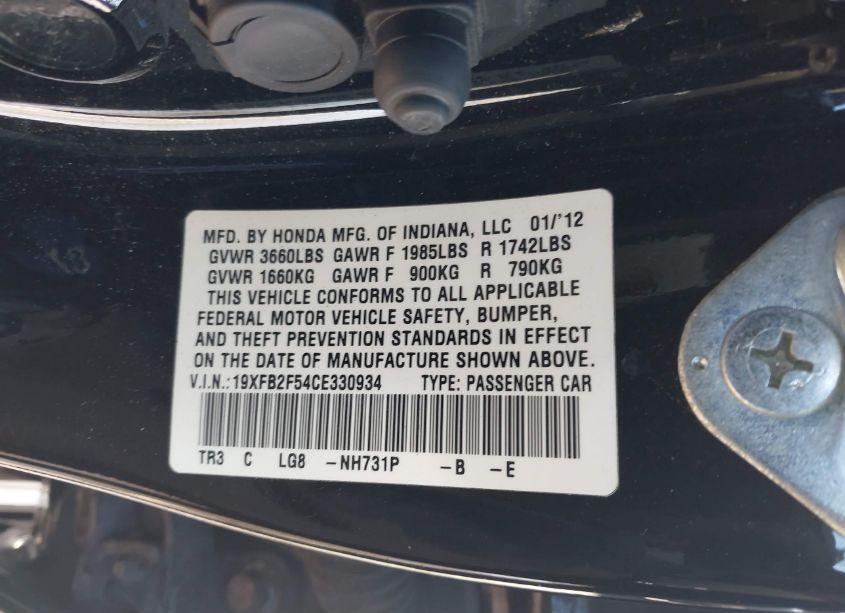 MFD. BY HONDA MFG. OF INDIANA, LLC 01/'12
GVWR 3660LBS GAWR F 1985LBS R 1742LBS
GVWR 1660KG GAWR F 900KG R 790KG
THIS VEHICLE CONFORMS TO ALL APPLICABLE
FEDERAL MOTOR VEHICLE SAFETY, BUMPER,
AND THEFT PREVENTION STANDARDS IN EFFECT
ON THE DATE OF MANUFACTURE SHOWN ABOVE.
V.I.N.:19XFB2F54CE330934 TYPE: PASSENGER CAR
TR3 C LG8 -NH731P -B -E